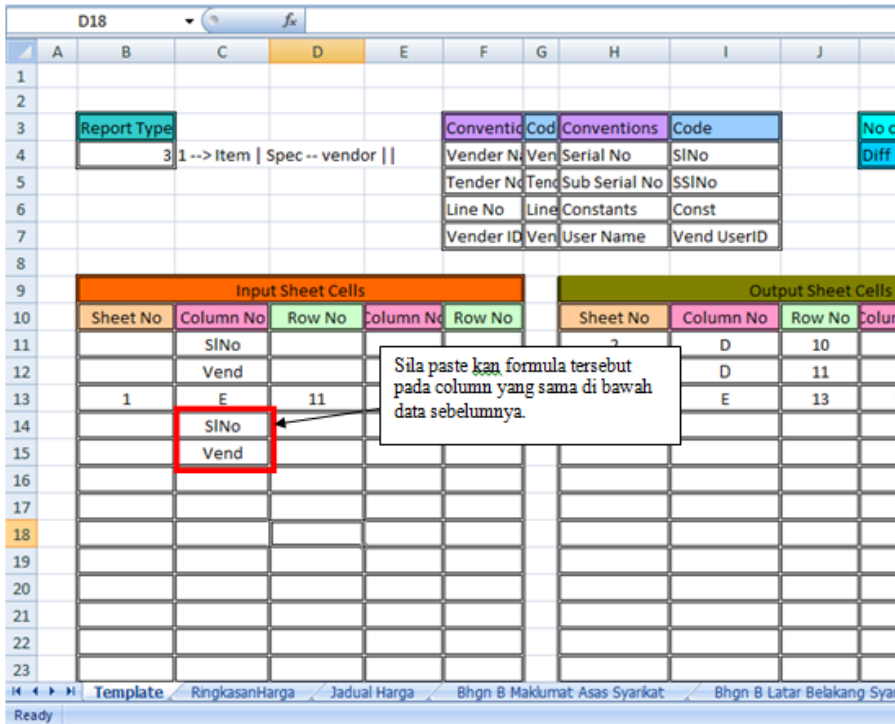 D18 fx
A B C D E F G H I J
1
2
3 Report Type Conventio Cod Conventions Code No o
4 3 1 --> Item | Spec -- vendor || Vender Na Ven Serial No SlNo Diff
5 Tender No Tend Sub Serial No SSlNo
6 Line No Line Constants Const
7 Vender ID Ven User Name Vend UserID
8
9 Input Sheet Cells Output Sheet Cells
10 Sheet No Column No Row No Column No Row No Sheet No Column No Row No Colum
11 SlNo 2 D 10
12 Vend D 11
13 1 E 11 E 13
14 SlNo
15 Vend
Sila paste kan formula tersebut
pada column yang sama di bawah
data sebelumnya.
16
17
18
19
20
21
22
23
Template RingkasanHarga Jadual Harga Bhgn B Maklumat Asas Syarikat Bhgn B Latar Belakang Syar
Ready